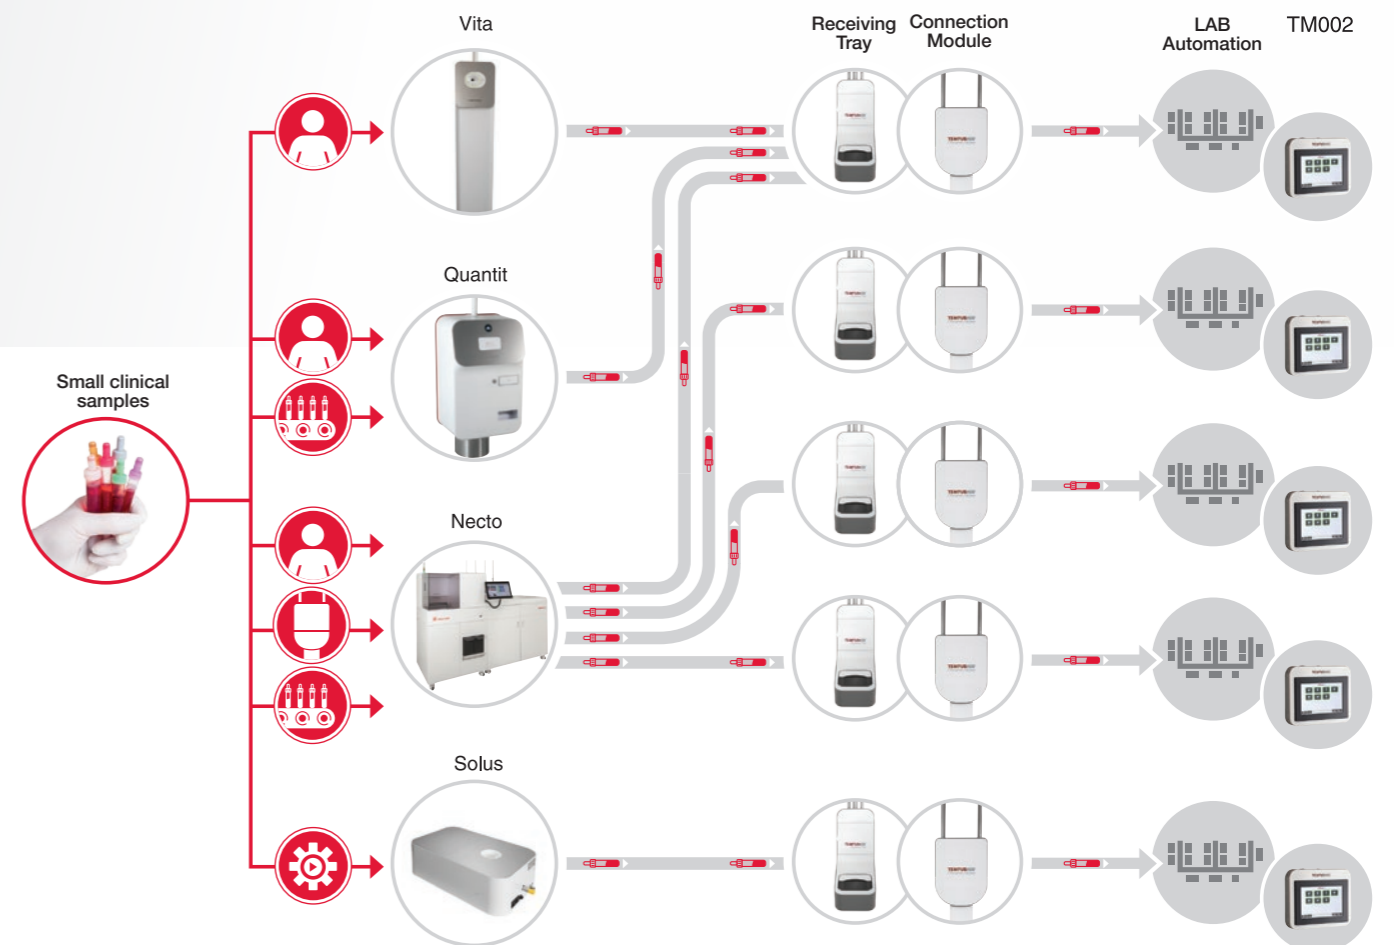 Vita
Receiving
Tray
Connection
Module
LAB
Automation
TM002
Quantit
Small clinical
samples
Necto
Solus